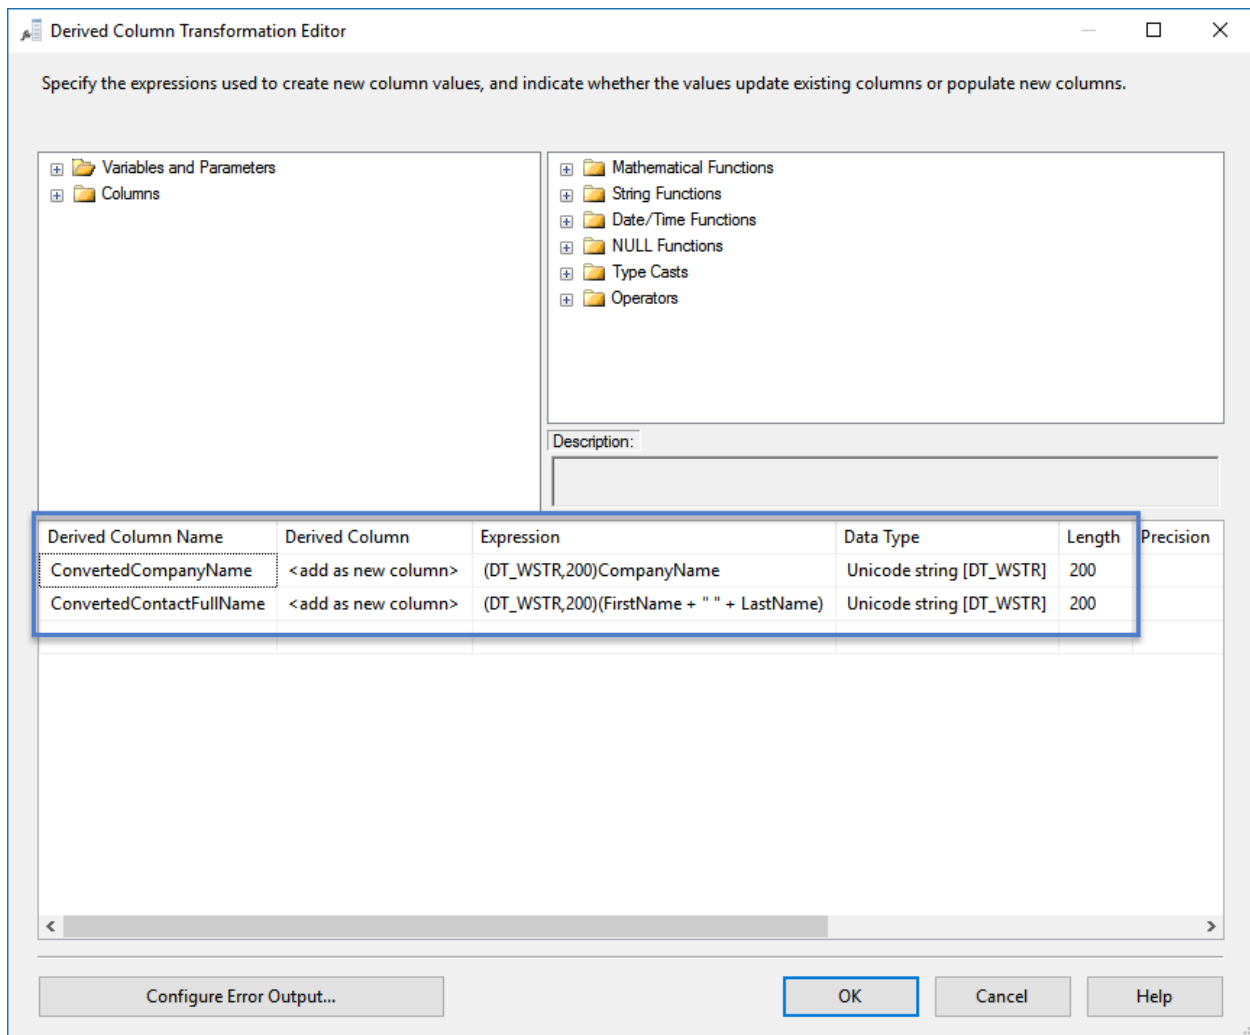 Derived Column Transformation Editor
Specify the expressions used to create new column values, and indicate whether the values update existing columns or populate new columns.
Variables and Parameters
Columns
Mathematical Functions
String Functions
Date/Time Functions
NULL Functions
Type Casts
Operators
Description:
Derived Column Name Derived Column Expression Data Type Length Precision
ConvertedCompanyName <add as new column> (DT_WSTR,200)CompanyName Unicode string [DT_WSTR] 200
ConvertedContactFullName <add as new column> (DT_WSTR,200)(FirstName + " " + LastName) Unicode string [DT_WSTR] 200
Configure Error Output... OK Cancel Help